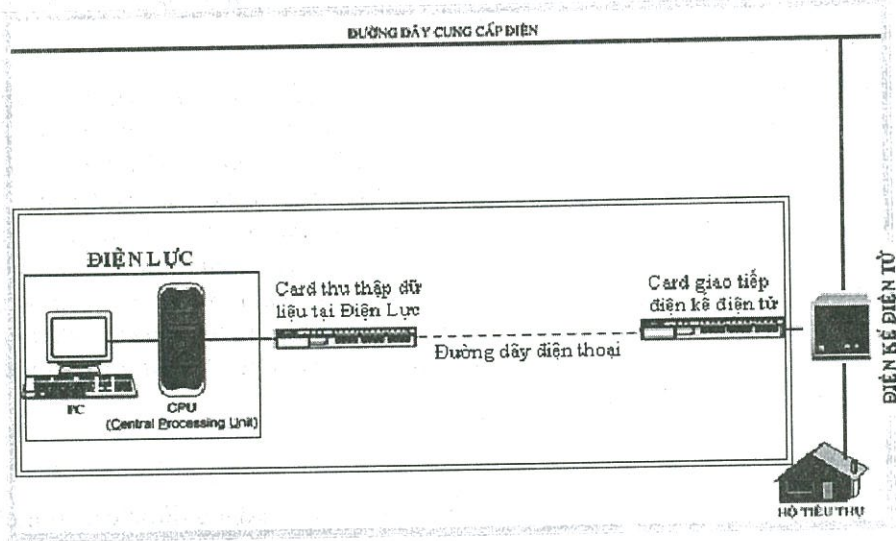 ĐƯỜNG DÂY CUNG CẤP ĐIỆN
ĐIỆN LỰC
Card thu thập dữ
liệu tại Điện Lực
Card giao tiếp
điện kế điện tử
Đường dây điện thoại
PC
CPU
(Central Processing Unit)
ĐIỆN KẾ ĐIỆN TỬ
HỘ TIÊU THỤ